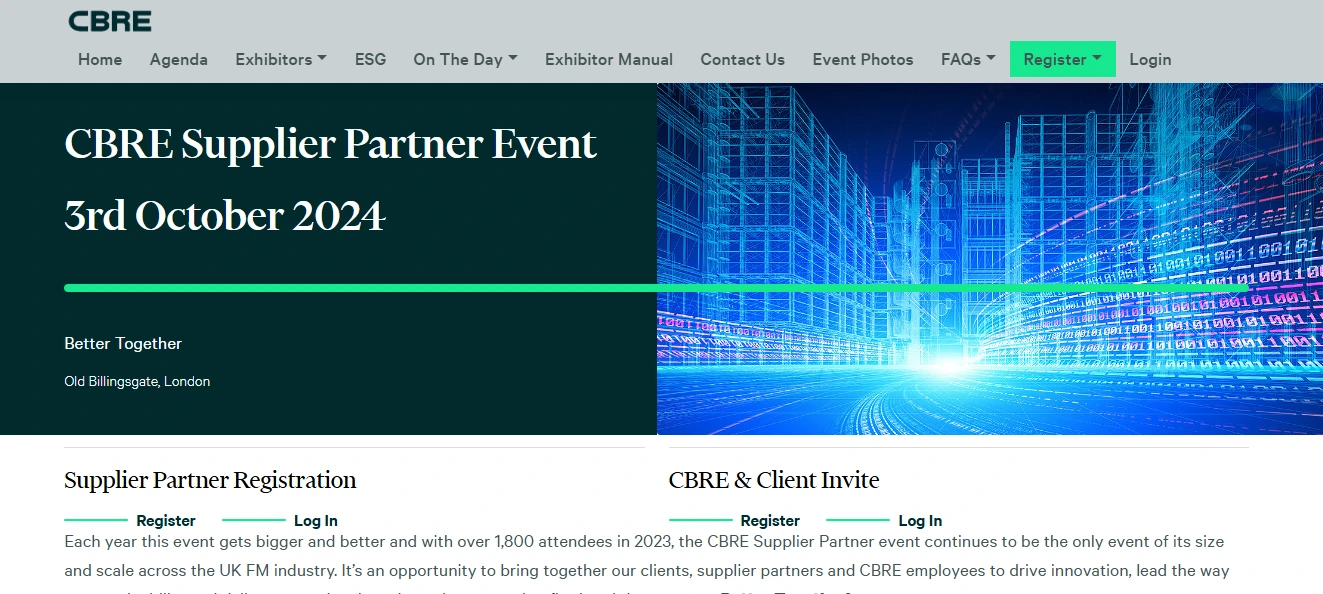 CBRE
Home Agenda Exhibitors ESG On The Day Exhibitor Manual Contact Us Event Photos FAQs Register Login
CBRE Supplier Partner Event
3rd October 2024
Better Together
Old Billingsgate, London
Supplier Partner Registration
Register Log In
CBRE & Client Invite
Register Log In
Each year this event gets bigger and better and with over 1,800 attendees in 2023, the CBRE Supplier Partner event continues to be the only event of its size
and scale across the UK FM industry. It’s an opportunity to bring together our clients, supplier partners and CBRE employees to drive innovation, lead the way